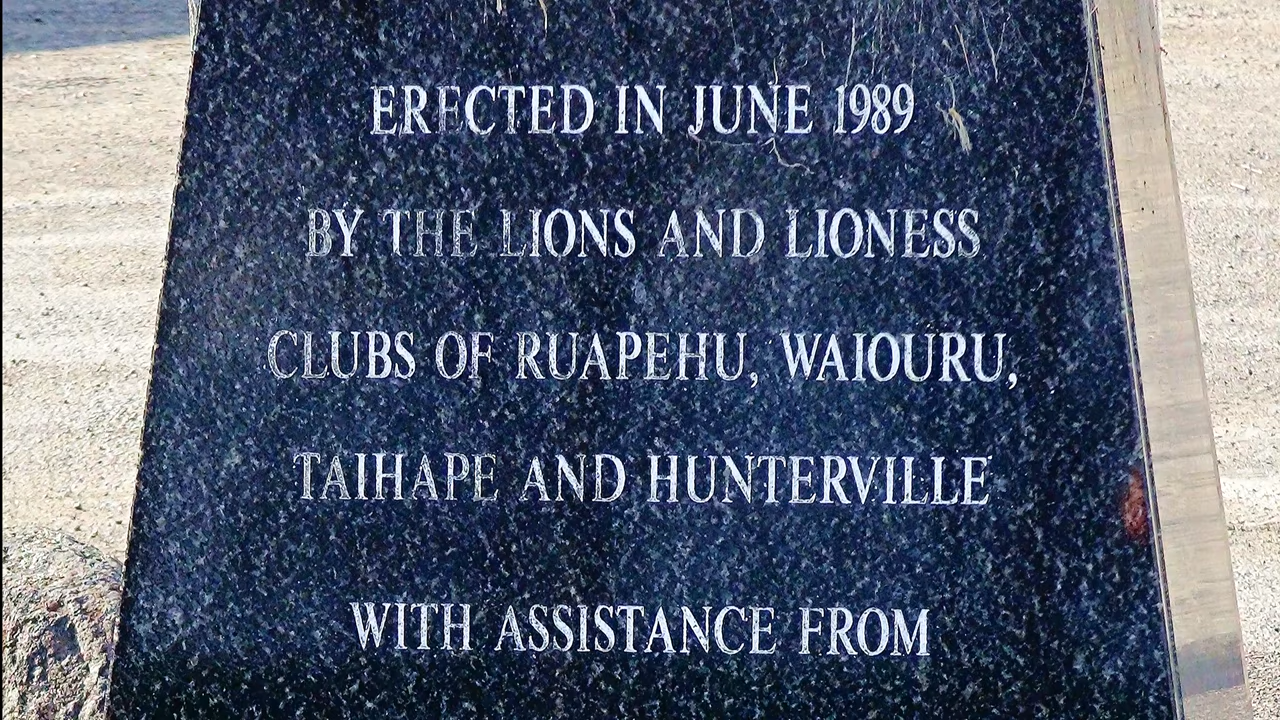 ERECTED IN JUNE 1989
BY THE LIONS AND LIONESS
CLUBS OF RUAPEHU, WAIOURU,
TAIHAPE AND HUNTERVILLE
WITH ASSISTANCE FROM